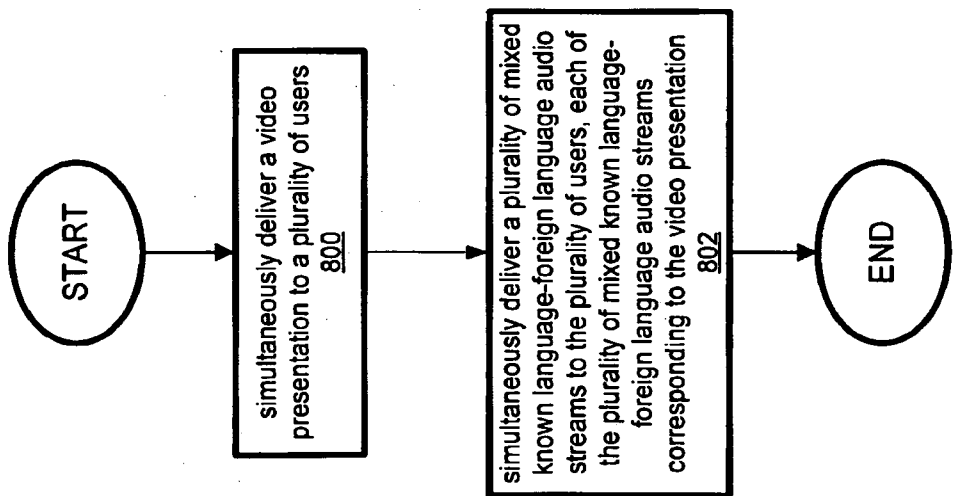 START
simultaneously deliver a video
presentation to a plurality of users
800
simultaneously deliver a plurality of mixed
known language-foreign language audio
streams to the plurality of users, each of
the plurality of mixed known language-
foreign language audio streams
corresponding to the video presentation
802
END